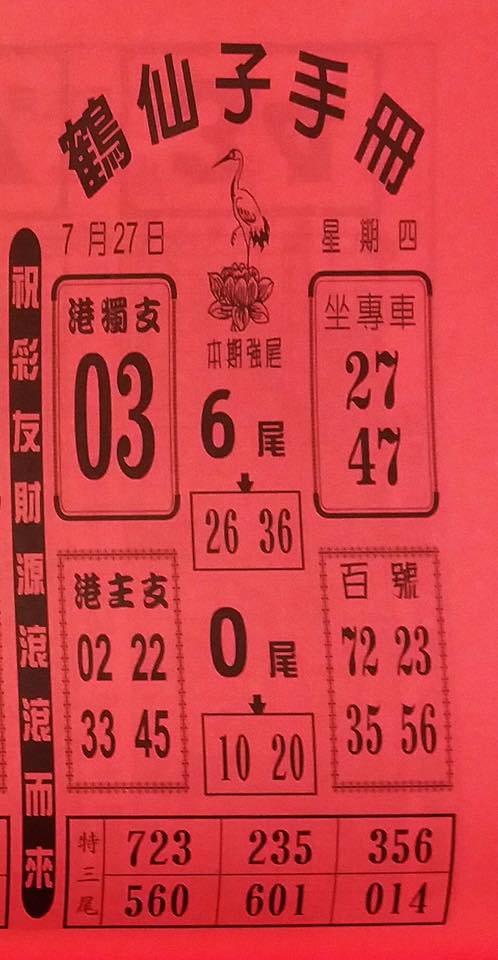 鶴仙子手冊
7月27日
星期四
祝彩友財源滾滾而來
港獨支
03
本期強尾
6尾
26 36
坐專車
27
47
港主支
02 22
33 45
0尾
10 20
百號
72 23
35 56
特三尾
723 235 356
560 601 014